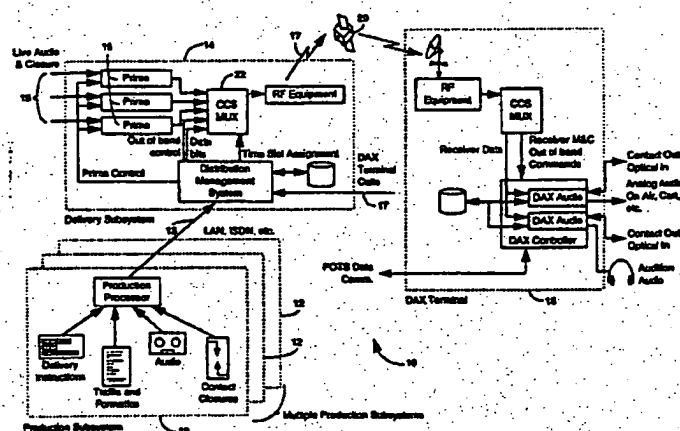 Live Audio
& Closure
15
14
17
20
Prima
Prima
Prima
22
CCS
MUX
RF Equipment
Out of band
control
Data
bits
Time Slot Assignment
Prima Control
Distribution
Management
System
DAX
Terminal
Calls
17
Delivery Subsystem
13
LAN, ISDN, etc.
Production
Processor
Delivery
Instructions
Traffic and
Formatics
Audio
Contact
Closures
12
12
Multiple Production Subsystems
Production Subsystem
RF
Equipment
CCS
MUX
Receiver Data
Receiver M&C
Out of band
Commands
DAX Audio
DAX Audio
DAX Controller
Contact Out
Optical In
Analog Audio
On Air, Cart,
etc.
Contact Out
Optical In
Audition
Audio
POTS Data
Comm.
DAX Terminal
10